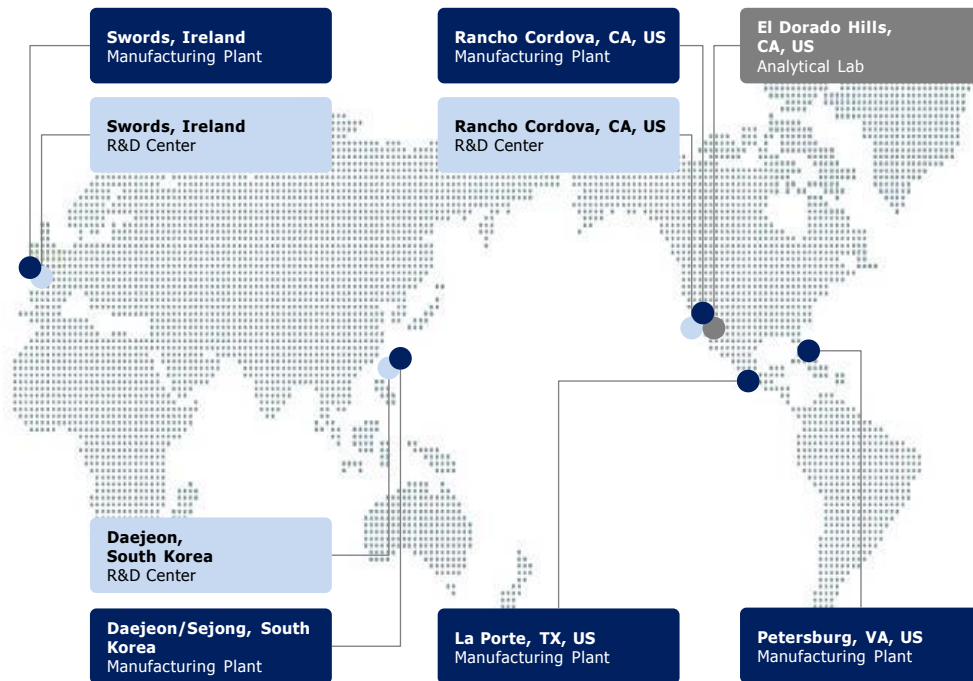 Swords, Ireland
Manufacturing Plant
Rancho Cordova, CA, US
Manufacturing Plant
El Dorado Hills,
CA, US
Analytical Lab
Swords, Ireland
R&D Center
Rancho Cordova, CA, US
R&D Center
Daejeon,
South Korea
R&D Center
Daejeon/Sejong, South
Korea
Manufacturing Plant
La Porte, TX, US
Manufacturing Plant
Petersburg, VA, US
Manufacturing Plant